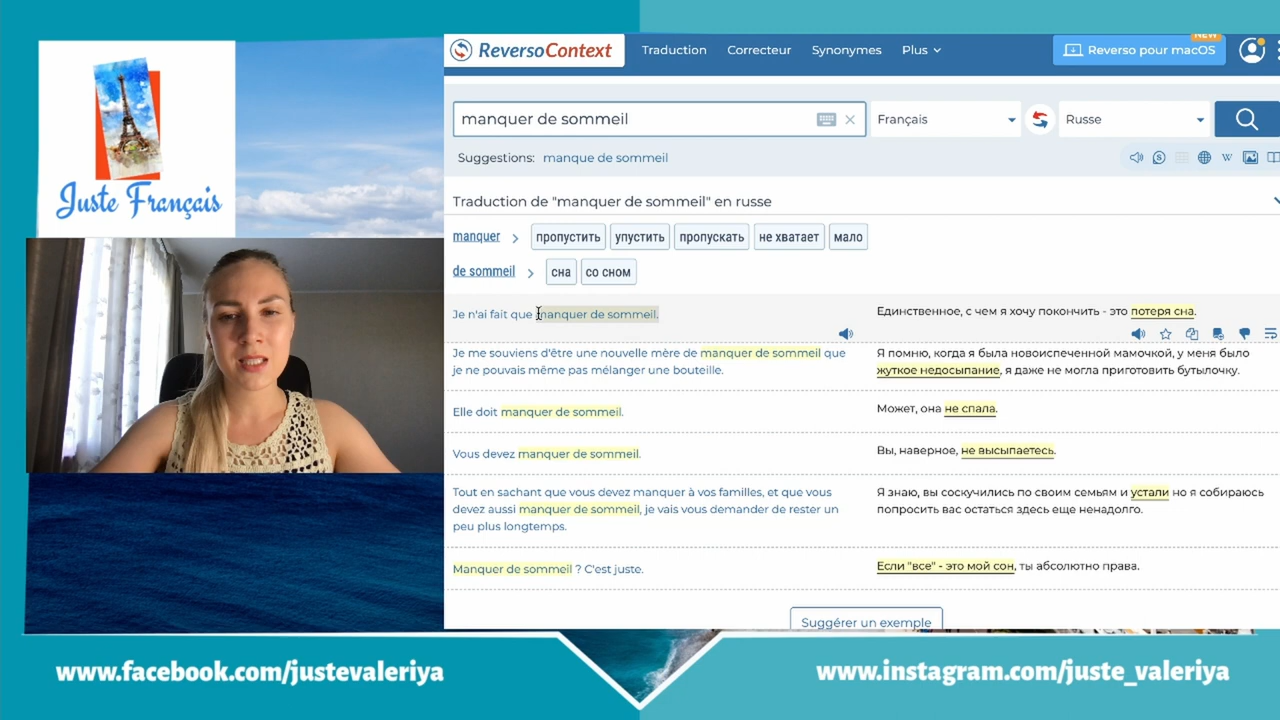 Juste Français
ReversoContext
Traduction
Correcteur
Synonymes
Plus
NEW
Reverso pour macOS
manquer de sommeil
Français
Russe
Suggestions: manque de sommeil
Traduction de "manquer de sommeil" en russe
manquer
пропустить
упустить
пропускать
не хватает
мало
de sommeil
сна
со сном
Je n'ai fait que manquer de sommeil.
Единственное, с чем я хочу покончить - это потеря сна.
Je me souviens d'être une nouvelle mère de manquer de sommeil que
je ne pouvais même pas mélanger une bouteille.
Я помню, когда я была новоиспеченной мамочкой, у меня было
жуткое недосыпание, я даже не могла приготовить бутылочку.
Elle doit manquer de sommeil.
Может, она не спала.
Vous devez manquer de sommeil.
Вы, наверное, не высыпаетесь.
Tout en sachant que vous devez manquer à vos familles, et que vous
devez aussi manquer de sommeil, je vais vous demander de rester un
peu plus longtemps.
Я знаю, вы соскучились по своим семьям и устали но я собираюсь
попросить вас остаться здесь еще ненадолго.
Manquer de sommeil ? C'est juste.
Если "все" - это мой сон, ты абсолютно права.
Suggérer un exemple
www.facebook.com/justevaleriya
www.instagram.com/juste_valeriya